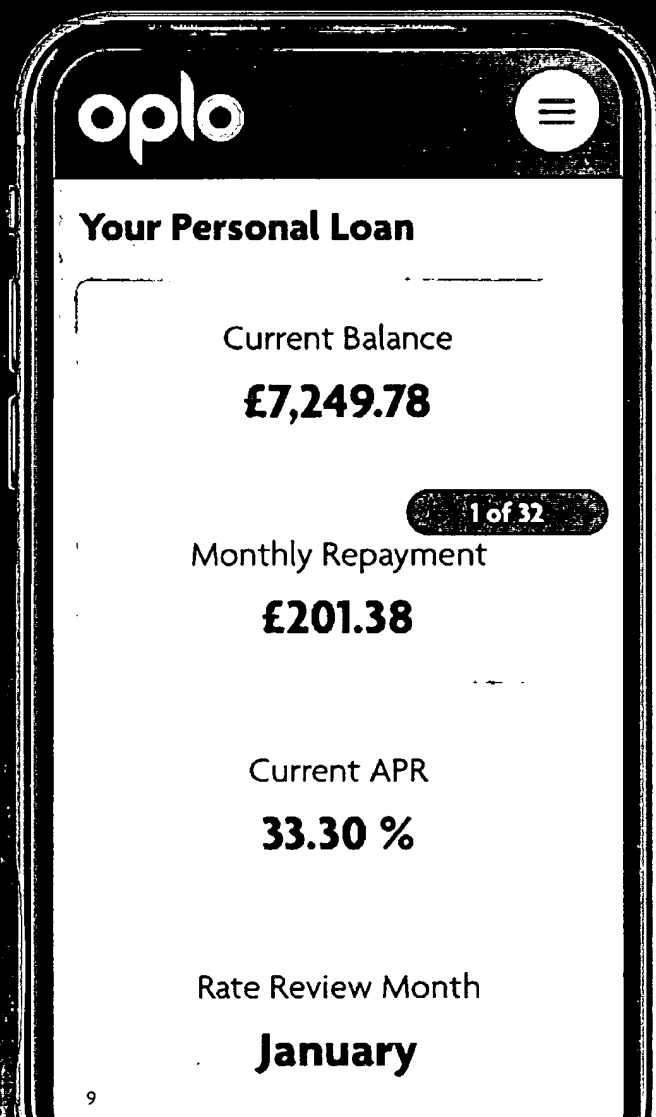 oplo
Your Personal Loan
Current Balance
£7,249.78
1 of 32
Monthly Repayment
£201.38
Current APR
33.30 %
Rate Review Month
January
9